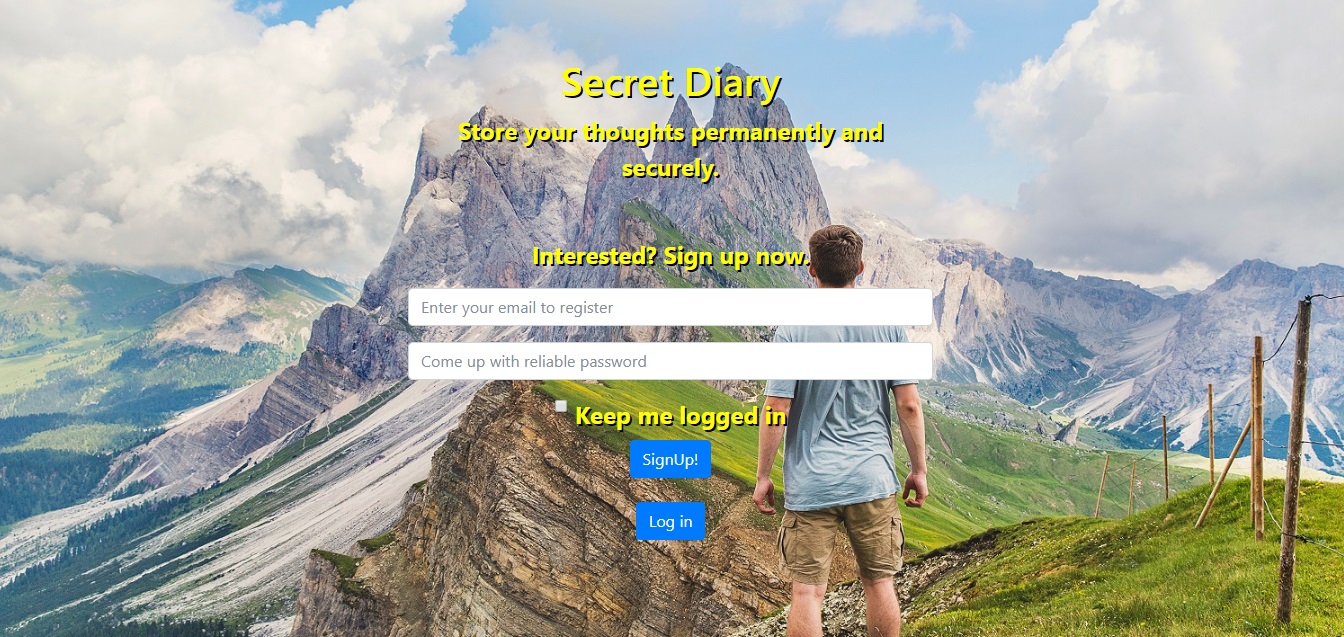 Secret Diary
Store your thoughts permanently and
securely.
Interested? Sign up now.
Enter your email to register
Come up with reliable password
Keep me logged in
SignUp!
Log in